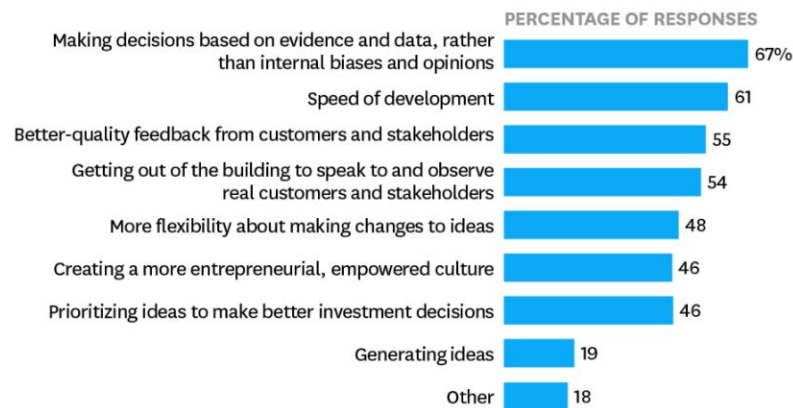 PERCENTAGE OF RESPONSES
Making decisions based on evidence and data, rather
than internal biases and opinions
67%
Speed of development
61
Better-quality feedback from customers and stakeholders
55
Getting out of the building to speak to and observe
real customers and stakeholders
54
More flexibility about making changes to ideas
48
Creating a more entrepreneurial, empowered culture
46
Prioritizing ideas to make better investment decisions
46
Generating ideas
19
Other
18